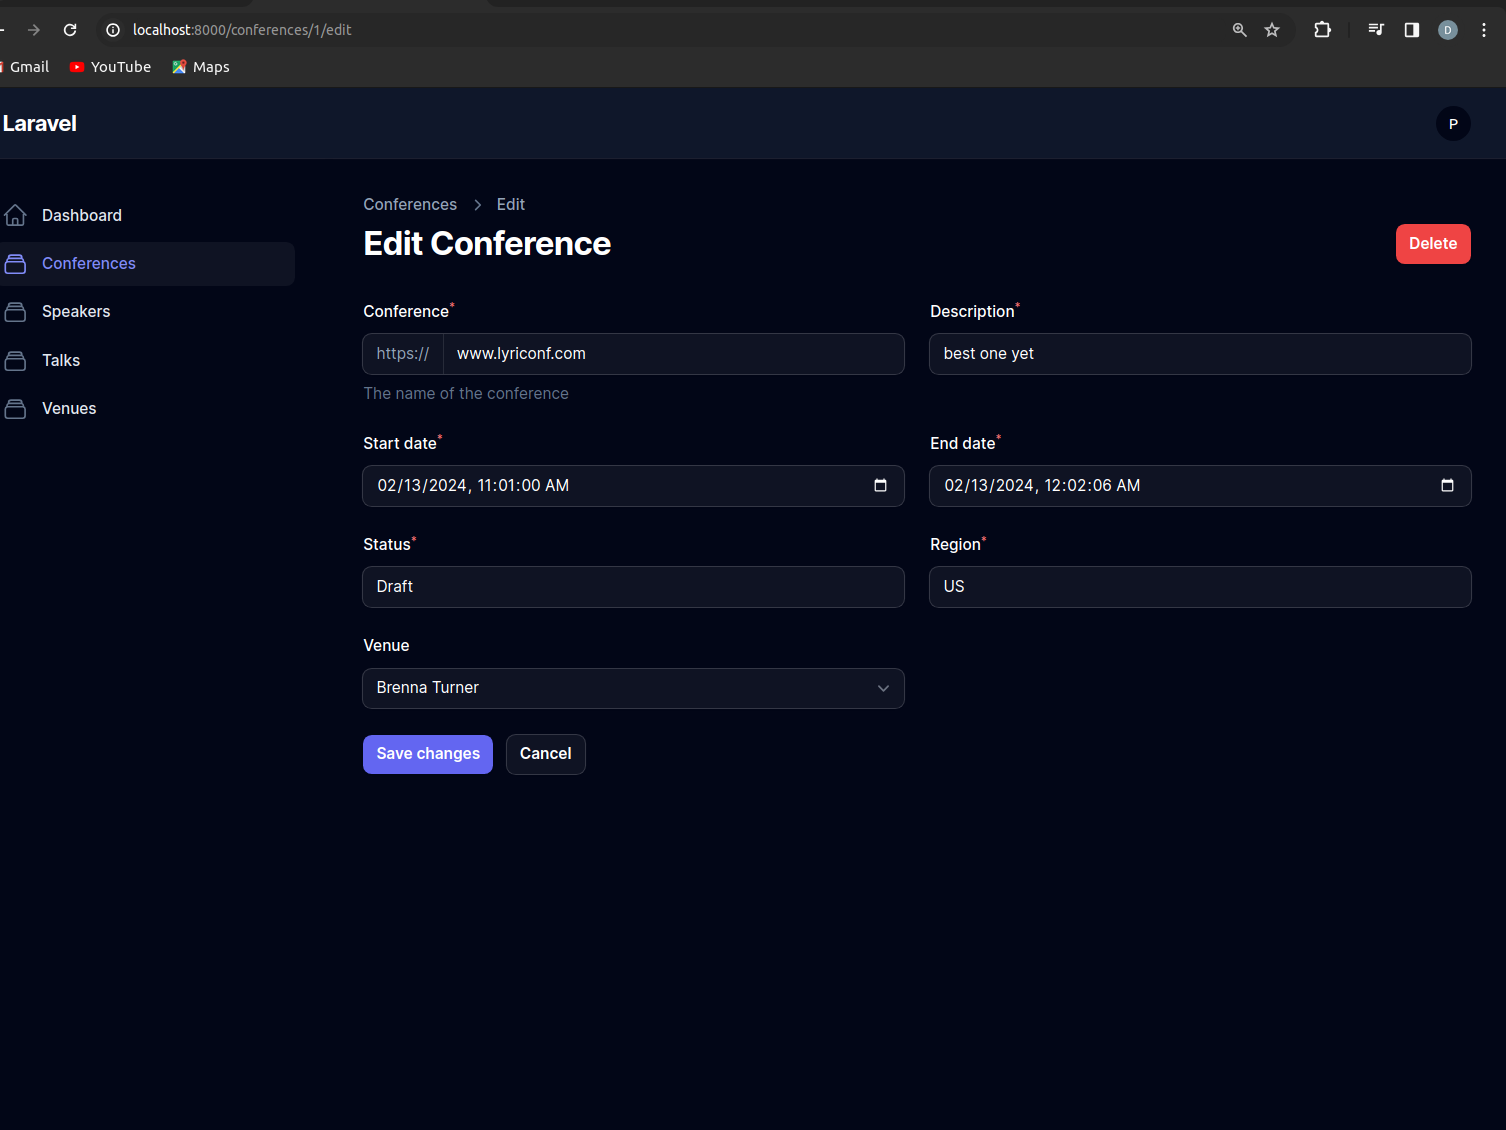 localhost:8000/conferences/1/edit
D
Gmail YouTube Maps
Laravel
P
Dashboard
Conferences
Speakers
Talks
Venues
Conferences > Edit
Edit Conference
Delete
Conference*
https:// www.lyriconf.com
The name of the conference
Description*
best one yet
Start date*
02/13/2024, 11:01:00 AM
End date*
02/13/2024, 12:02:06 AM
Status*
Draft
Region*
US
Venue
Brenna Turner
Save changes Cancel